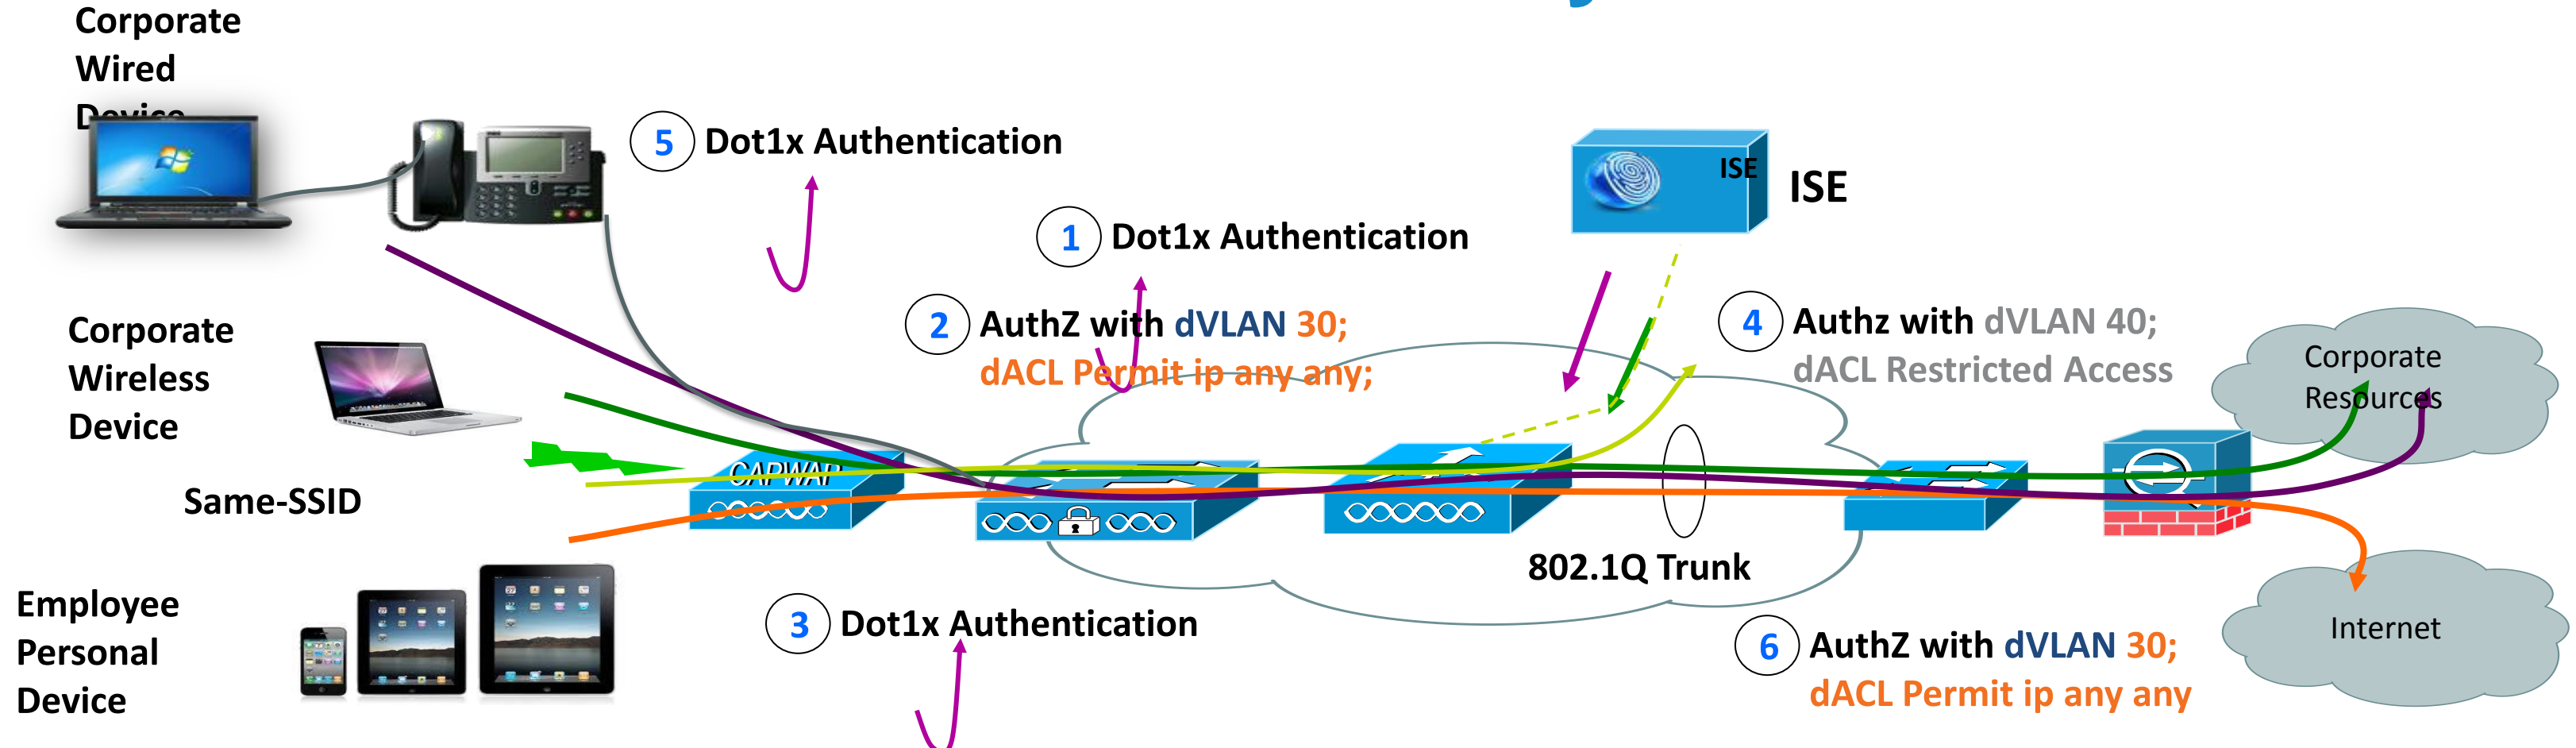 Corporate
Wired
Device
5 Dot1x Authentication
ISE
ISE
1 Dot1x Authentication
2 AuthZ with dVLAN 30;
dACL Permit ip any any;
4 Authz with dVLAN 40;
dACL Restricted Access
Corporate
Wireless
Device
Corporate
Resources
CAPWAP
Same-SSID
802.1Q Trunk
Employee
Personal
Device
3 Dot1x Authentication
6 AuthZ with dVLAN 30;
dACL Permit ip any any
Internet